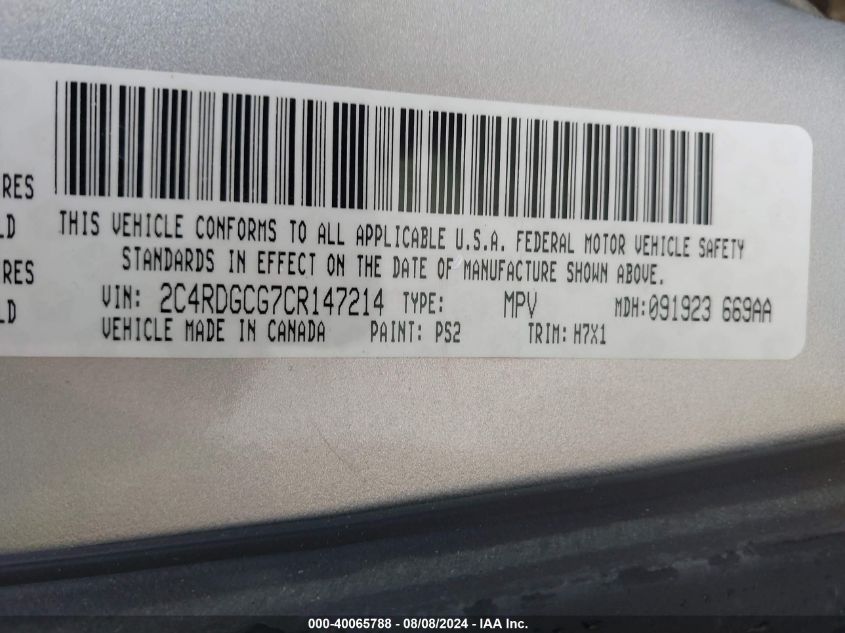 RES
LD
RES
LD
THIS VEHICLE CONFORMS TO ALL APPLICABLE U.S.A. FEDERAL MOTOR VEHICLE SAFETY
STANDARDS IN EFFECT ON THE DATE OF MANUFACTURE SHOWN ABOVE.
VIN: 2C4RDGCG7CR147214 TYPE: MPV MDH:091923 669AA
VEHICLE MADE IN CANADA PAINT: PS2 TRIM: H7X1
000-40065788 - 08/08/2024 - IAA Inc.